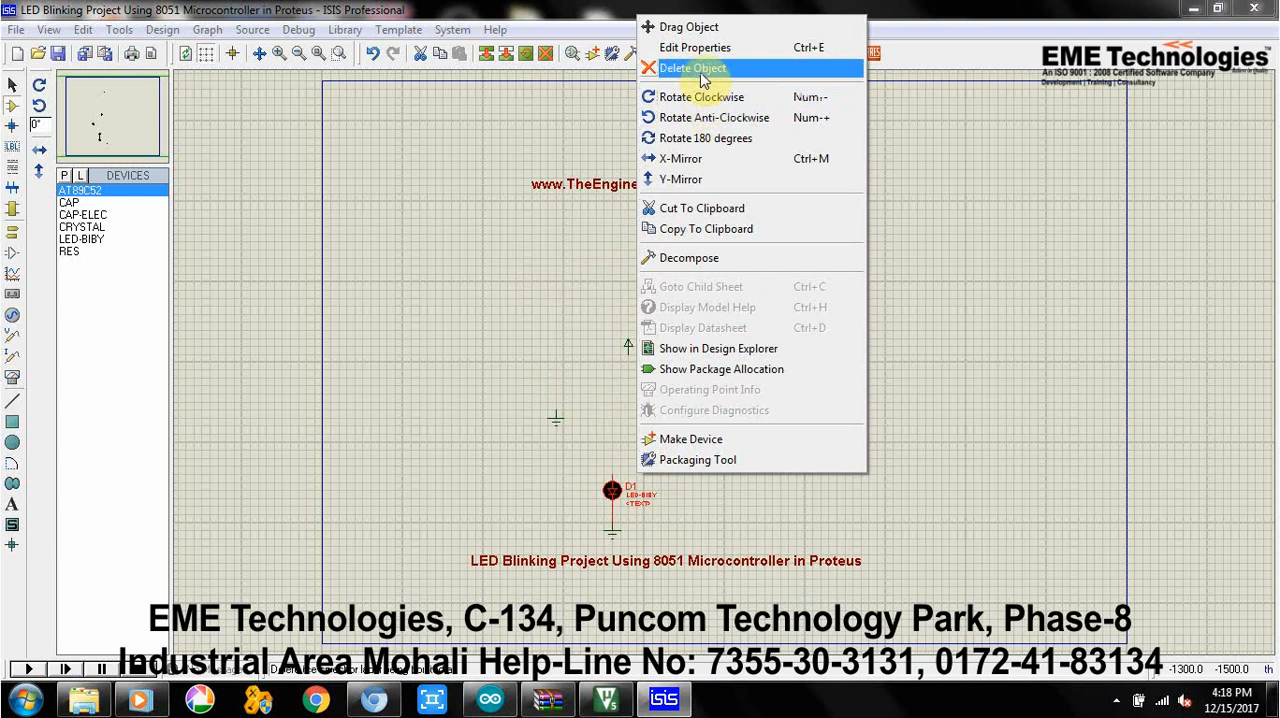 LED Blinking Project Using 8051 Microcontroller in Proteus - ISIS Professional
File View Edit Tools Design Graph Source Debug Library Template System Help
EME Technologies
An ISO 9001 : 2008 Certified Software Company
Development | Training | Consultancy
Drag Object
Edit Properties Ctrl+E
Delete Object
Rotate Clockwise Num--
Rotate Anti-Clockwise Num-+
Rotate 180 degrees
X-Mirror Ctrl+M
Y-Mirror
Cut To Clipboard
Copy To Clipboard
Decompose
Goto Child Sheet Ctrl+C
Display Model Help Ctrl+H
Display Datasheet Ctrl+D
Show in Design Explorer
Show Package Allocation
Operating Point Info
Configure Diagnostics
Make Device
Packaging Tool
0°
LBL
P L DEVICES
AT89C52
CAP
CAP-ELEC
CRYSTAL
LED-BIBY
RES
www.TheEngine
D1
LED-BIBY
<TEXT>
LED Blinking Project Using 8051 Microcontroller in Proteus
EME Technologies, C-134, Puncom Technology Park, Phase-8
Industrial Area Mohali Help-Line No: 7355-30-3131, 0172-41-83134
-1300.0 -1500.0 th
isis
4:18 PM
12/15/2017